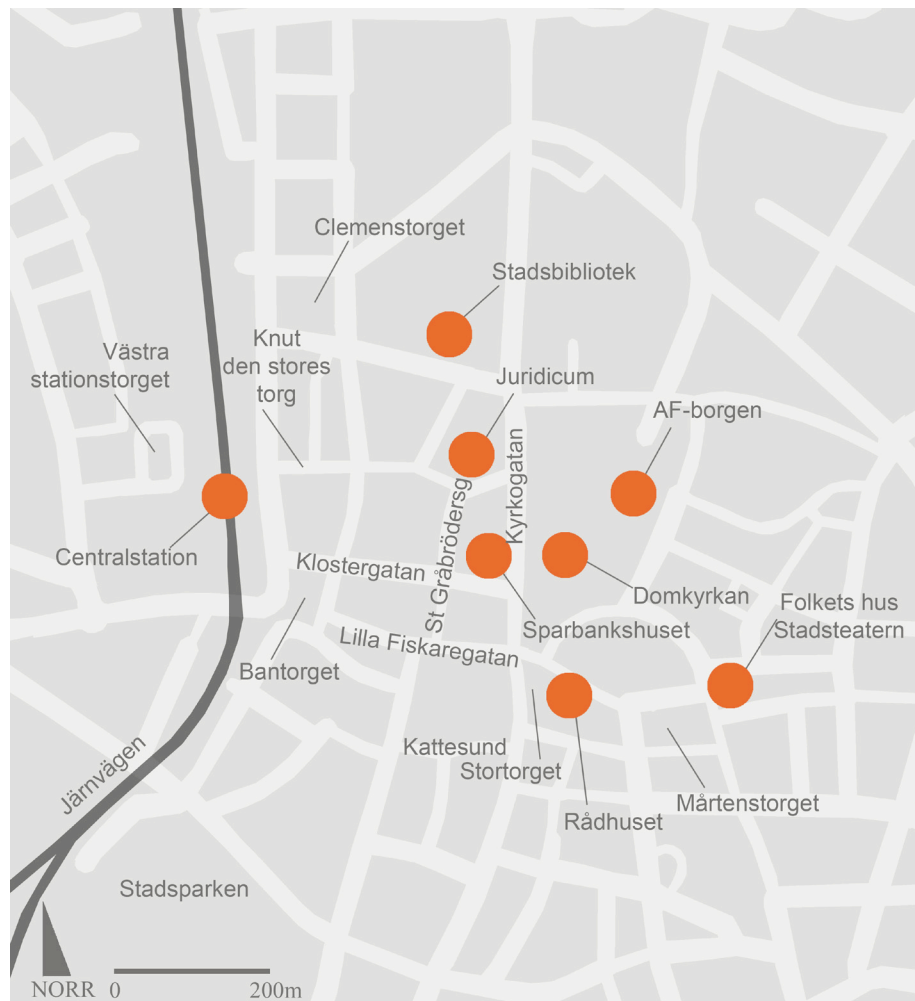 Clemenstorget
Stadsbibliotek
Knut
den stores
torg
Västra
stationstorget
Juridicum
AF-borgen
Kyrkogatan
St Gråbrödersg
Centralstation
Klostergatan
Domkyrkan
Folkets hus
Stadsteatern
Sparbankshuset
Lilla Fiskaregatan
Bantorget
Kattesund
Stortorget
Järnvägen
Mårtenstorget
Rådhuset
Stadsparken
NORR
0
200m